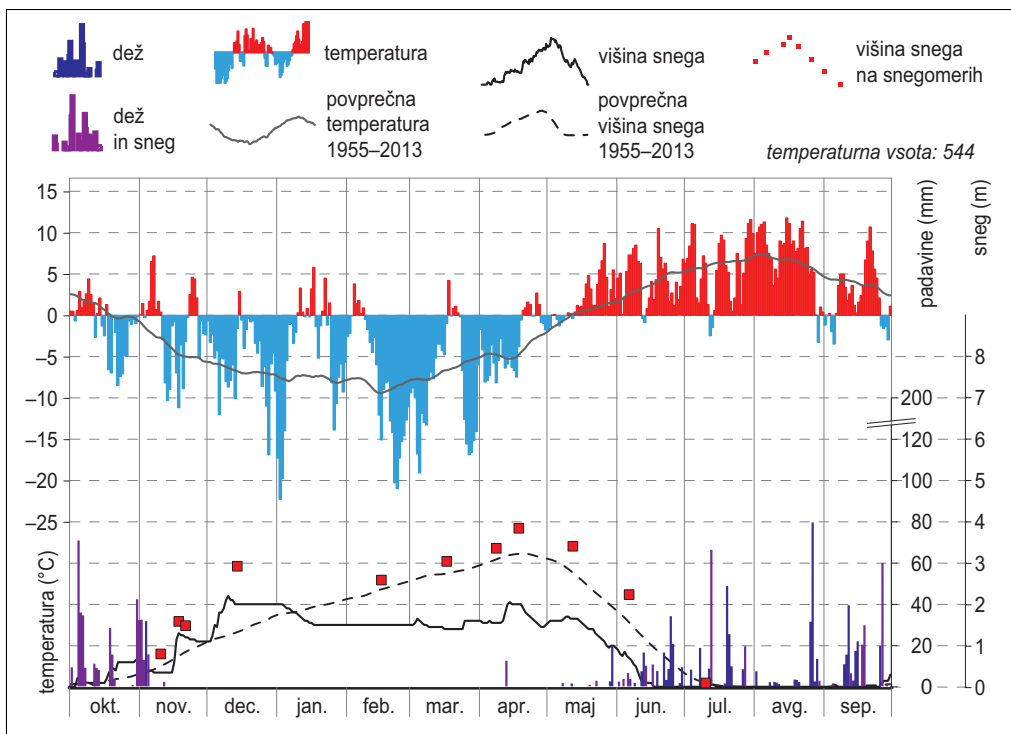 dež
temperatura
višina snega
višina snega
na snegomerih
dež
in sneg
povprečna
temperatura
1955–2013
povprečna
višina snega
1955–2013
temperaturna vsota: 544
15
10
5
0
–5
–10
–15
–20
–25
temperatura (°C)
padavine (mm)
200
120
100
80
60
40
20
0
sneg (m)
8
7
6
5
4
3
2
1
0
okt. nov. dec. jan. feb. mar. apr. maj jun. jul. avg. sep.